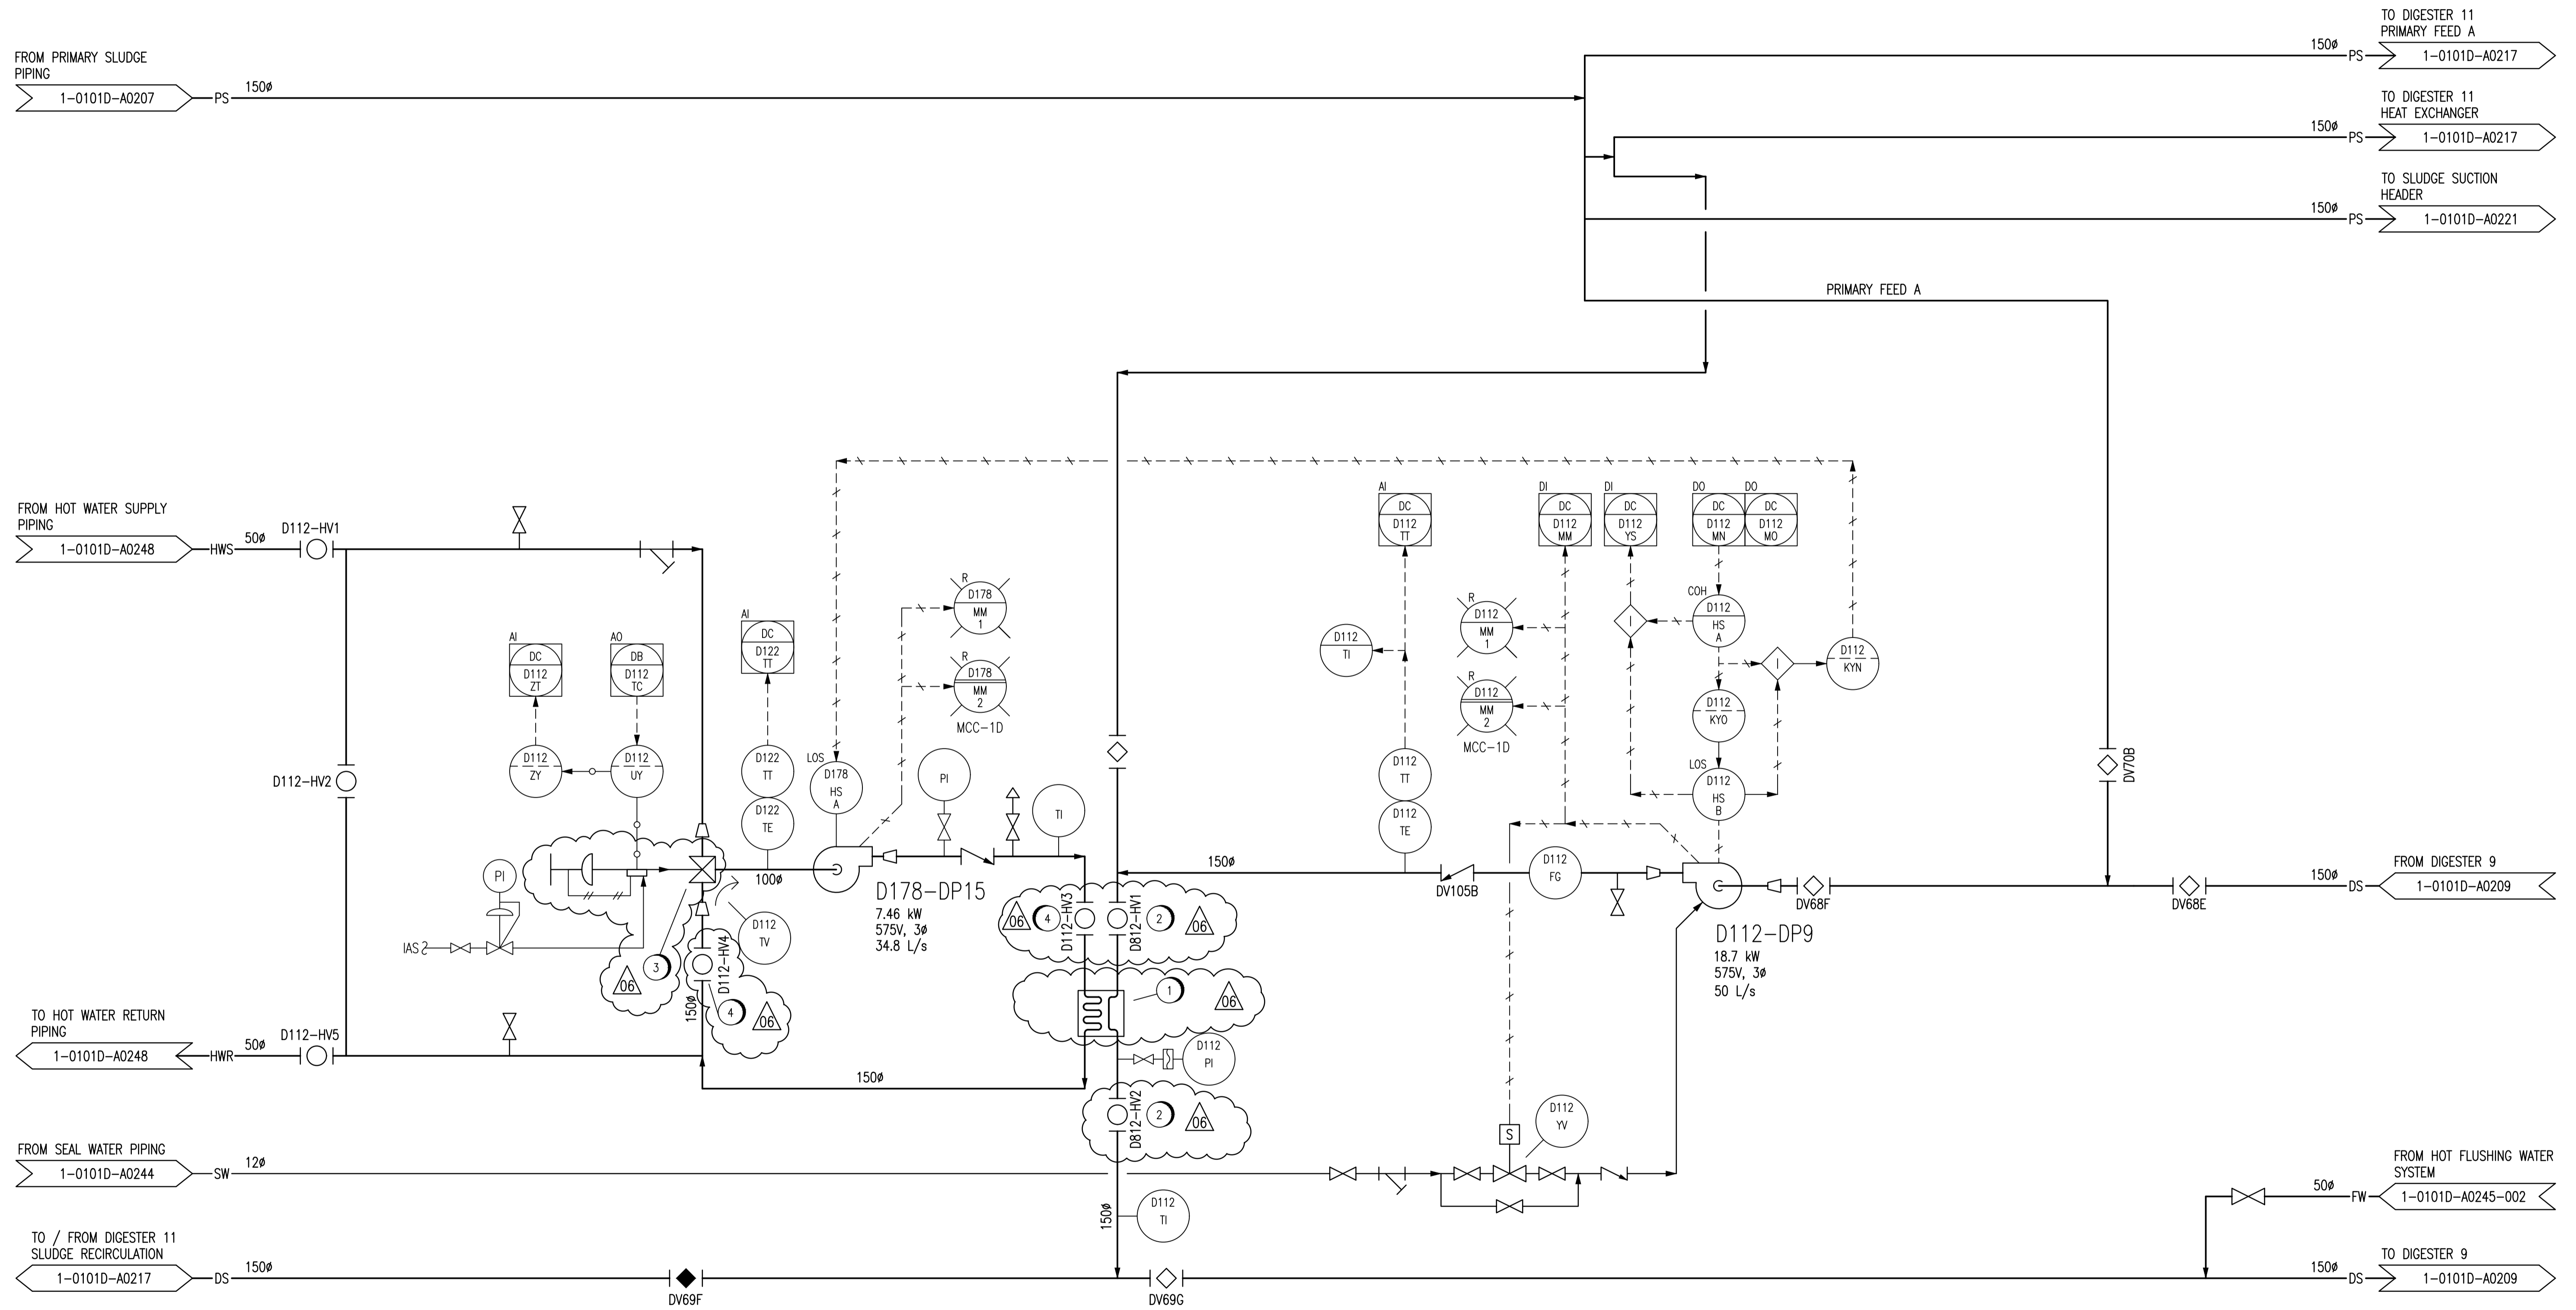 TO DIGESTER 11
PRIMARY FEED A
150ø
PS
1-0101D-A0217
FROM PRIMARY SLUDGE
PIPING
1-0101D-A0207
PS
150ø
TO DIGESTER 11
HEAT EXCHANGER
150ø
PS
1-0101D-A0217
TO SLUDGE SUCTION
HEADER
150ø
PS
1-0101D-A0221
PRIMARY FEED A
FROM HOT WATER SUPPLY
PIPING
1-0101D-A0248
HWS
50ø
D112-HV1
D112-HV2
AI
DC
D112
ZT
AO
DB
D112
TC
D112
ZY
D112
UY
AI
DC
D122
TT
D122
TT
D122
TE
LOS
D178
HS
A
R
D178
MM
1
R
D178
MM
2
MCC-1D
PI
TI
100ø
D178-DP15
7.46 kW
575V, 3ø
34.8 L/s
PI
IAS
D112
TV
3
06
D112-HV4
150ø
4
06
06
4
D112-HV3
D812-HV1
2
06
1
06
D112
PI
D812-HV2
2
06
AI
DC
D112
TT
D112
TI
D112
TT
D112
TE
R
D112
MM
1
R
D112
MM
2
MCC-1D
DI
DC
D112
MM
DI
DC
D112
YS
DO
DC
D112
MN
DO
DC
D112
MO
COH
D112
HS
A
I
I
D112
KYN
D112
KYO
LOS
D112
HS
B
DV70B
150ø
DV105B
D112
FG
DV68F
D112-DP9
18.7 kW
575V, 3ø
50 L/s
DV68E
150ø
DS
FROM DIGESTER 9
1-0101D-A0209
TO HOT WATER RETURN
PIPING
1-0101D-A0248
HWR
50ø
D112-HV5
150ø
FROM SEAL WATER PIPING
1-0101D-A0244
SW
12ø
S
D112
YV
FROM HOT FLUSHING WATER
SYSTEM
50ø
FW
1-0101D-A0245-002
150ø
D112
TI
TO / FROM DIGESTER 11
SLUDGE RECIRCULATION
1-0101D-A0217
DS
150ø
DV69F
DV69G
TO DIGESTER 9
150ø
DS
1-0101D-A0209